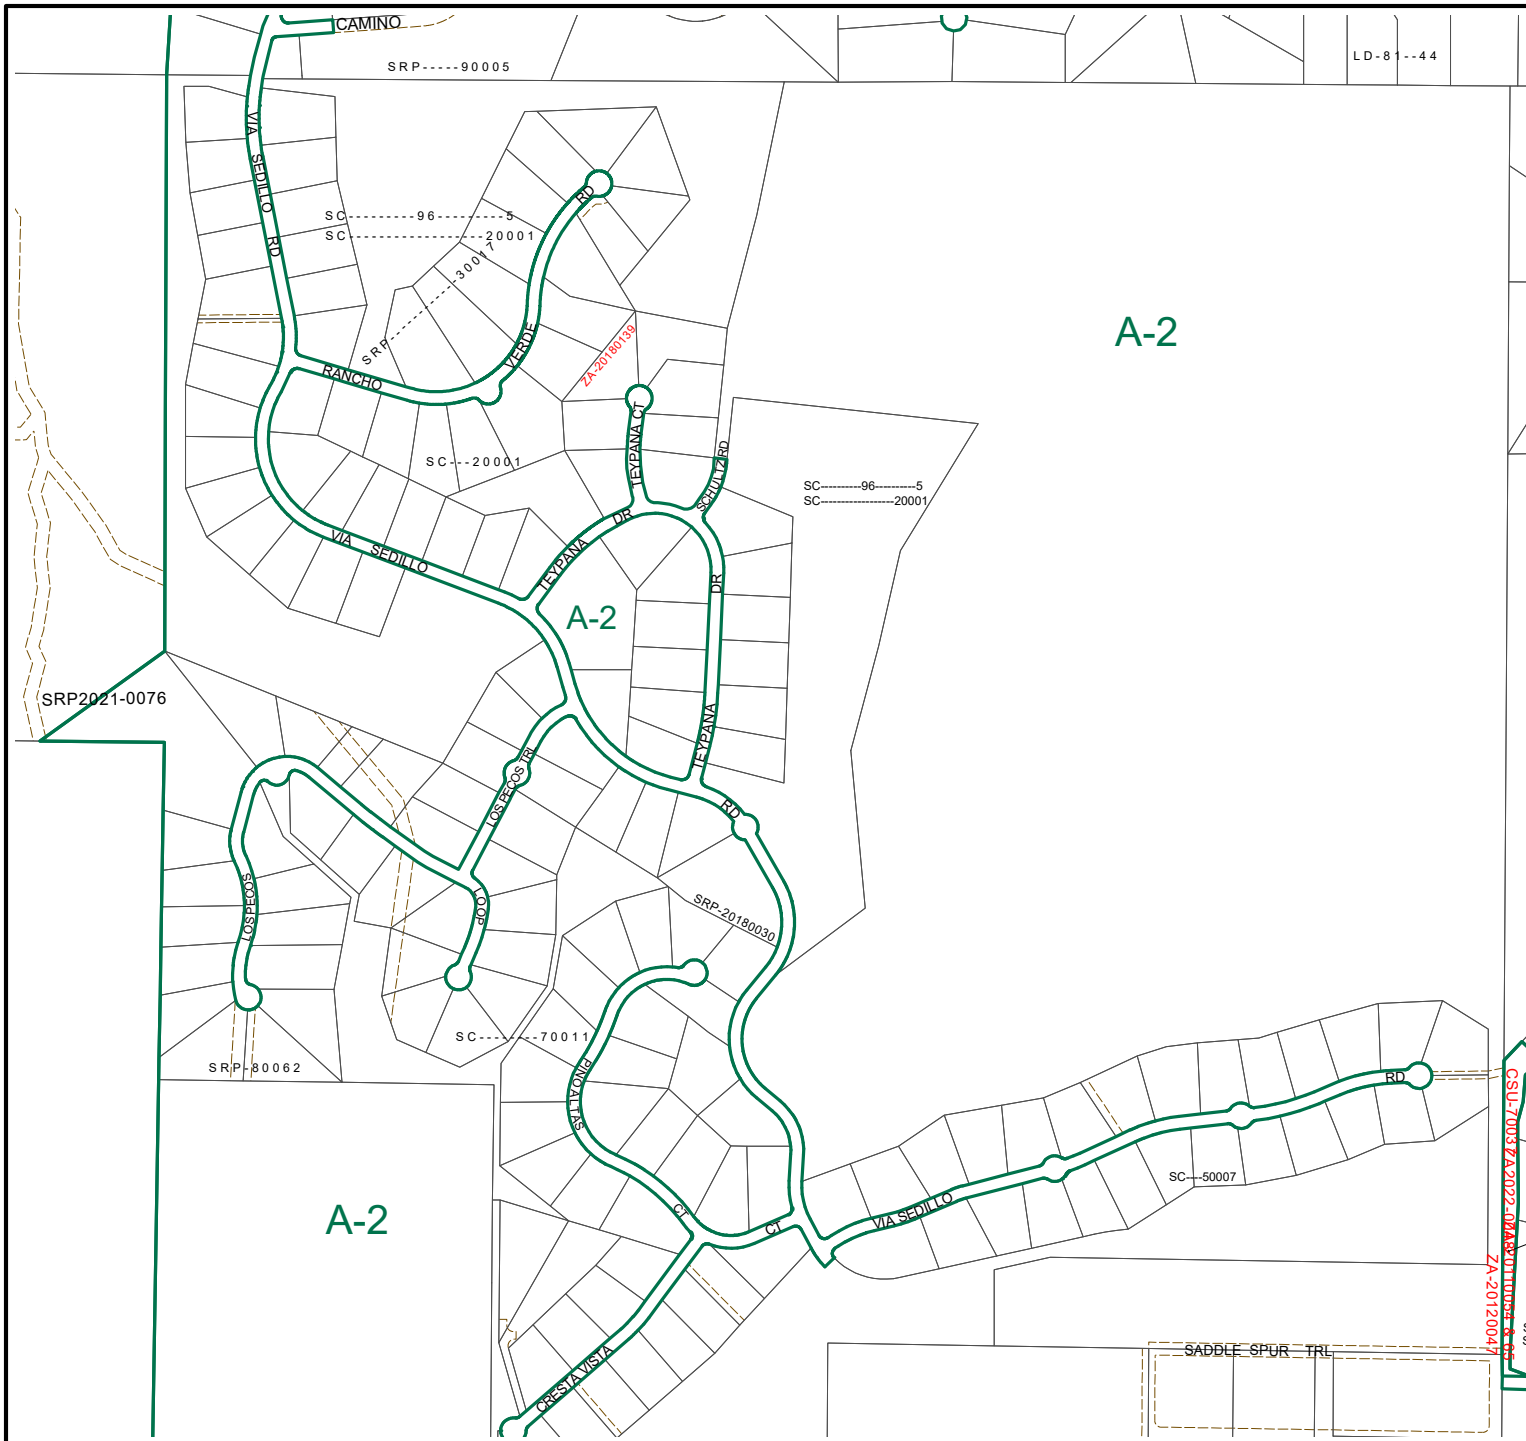 CAMINO
SRP-----90005
LD-81--44
VIA SEDILLO RD
RD
SC---------96---------5
SC------------------20001
SRP------30017
A-2
VERDE
ZA-20180139
RANCHO
TEYPANA CT
SC---20001
SCHULTZ RD
SC---------96---------5
SC------------------20001
VIA SEDILLO
TEYPANA DR
DR
A-2
SRP2021-0076
TEYPANA
LOS PECOS TRL
RD
LOS PECOS
LOOP
SRP-20180030
SC--------70011
SRP-80062
PINO ALTAS
RD
CSU-70037
SC----50007
A-2
CT
CT
VIA SEDILLO
ZA-20120047
SADDLE SPUR TRL
CRESTA VISTA